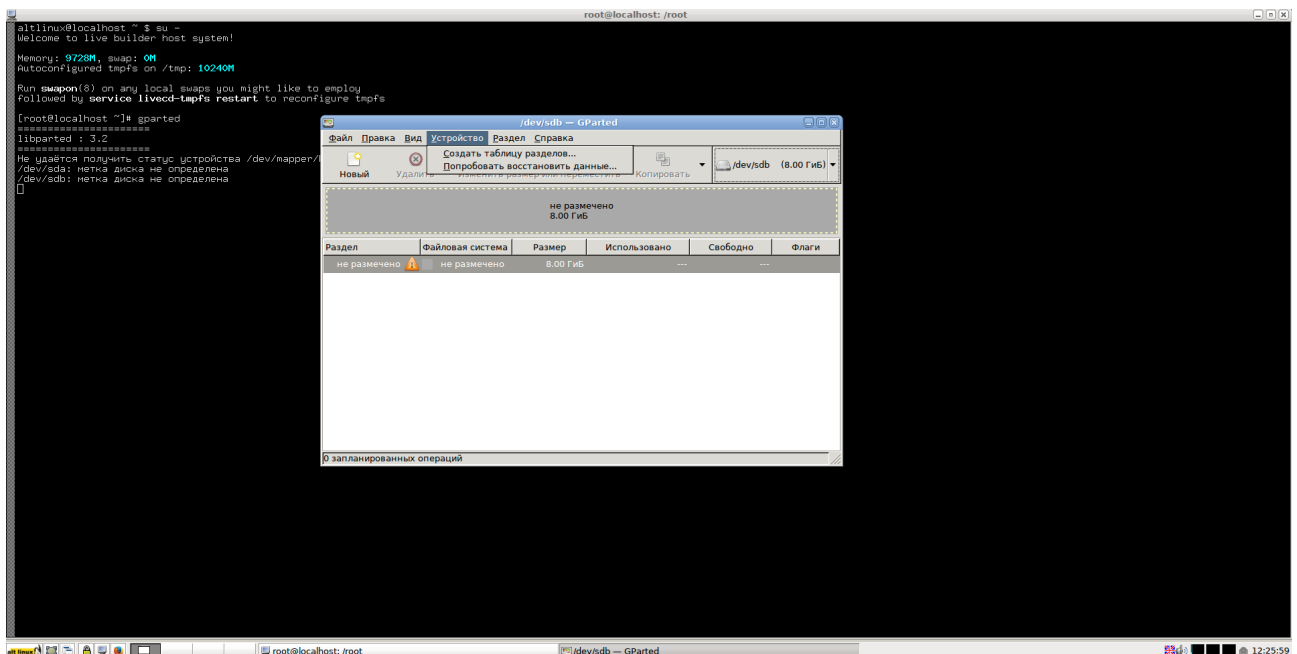 root@localhost: /root
altlinux@localhost ~ $ su -
Welcome to live builder host system!
Memory: 9728M, swap: 0M
Autoconfigured tmpfs on /tmp: 10240M
Run swapon(8) on any local swaps you might like to employ
followed by service livecd-tmpfs restart to reconfigure tmpfs
[root@localhost ~]# gparted
======================
libparted : 3.2
======================
Не удаётся получить статус устройства /dev/mapper/
/dev/sda: метка диска не определена
/dev/sdb: метка диска не определена
/dev/sdb — GParted
Файл Правка Вид Устройство Раздел Справка
Создать таблицу разделов...
Попробовать восстановить данные...
Новый Удалить Изменить размер или переместить Копировать
/dev/sdb (8.00 ГиБ)
не размечено
8.00 ГиБ
Раздел Файловая система Размер Использовано Свободно Флаги
не размечено не размечено 8.00 ГиБ --- ---
0 запланированных операций
alt linux root@localhost: /root /dev/sdb — GParted 12:25:59